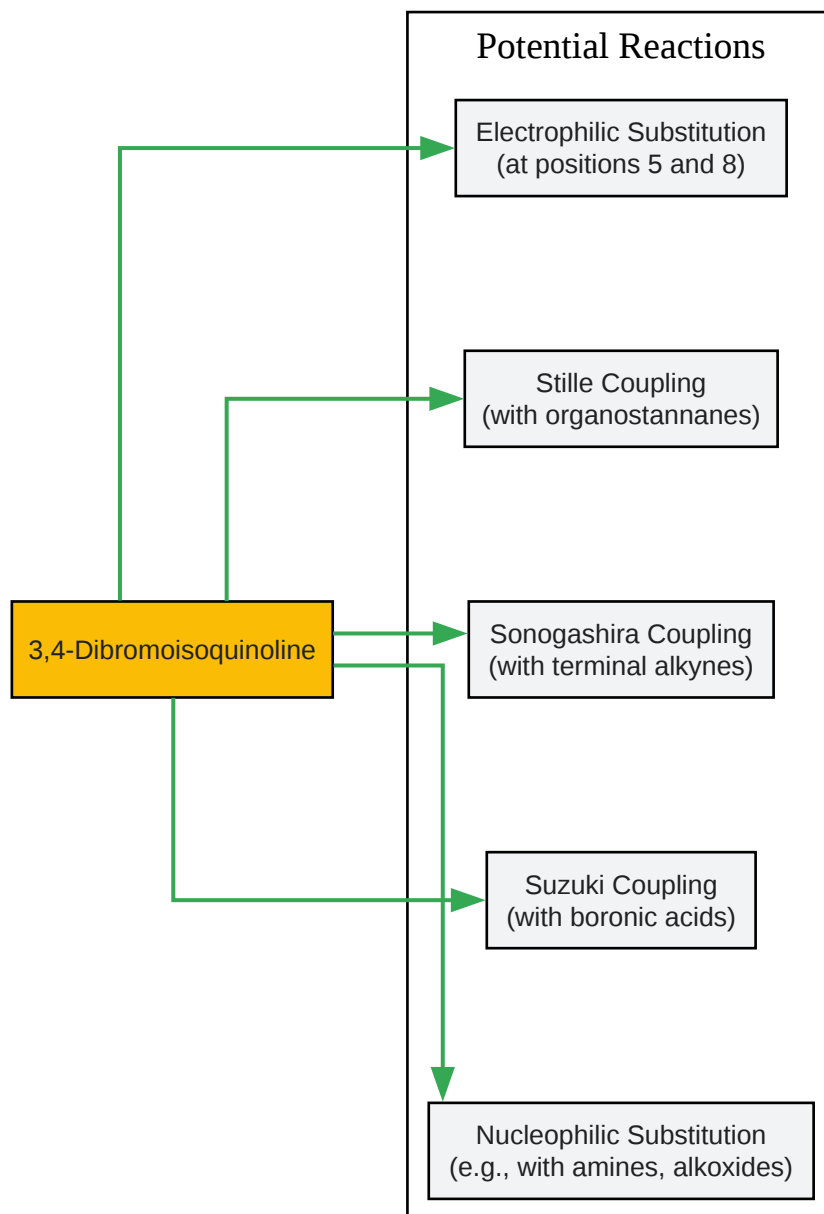 Potential Reactions
Electrophilic Substitution
(at positions 5 and 8)
Stille Coupling
(with organostannanes)
3,4-Dibromoisoquinoline
Sonogashira Coupling
(with terminal alkynes)
Suzuki Coupling
(with boronic acids)
Nucleophilic Substitution
(e.g., with amines, alkoxides)